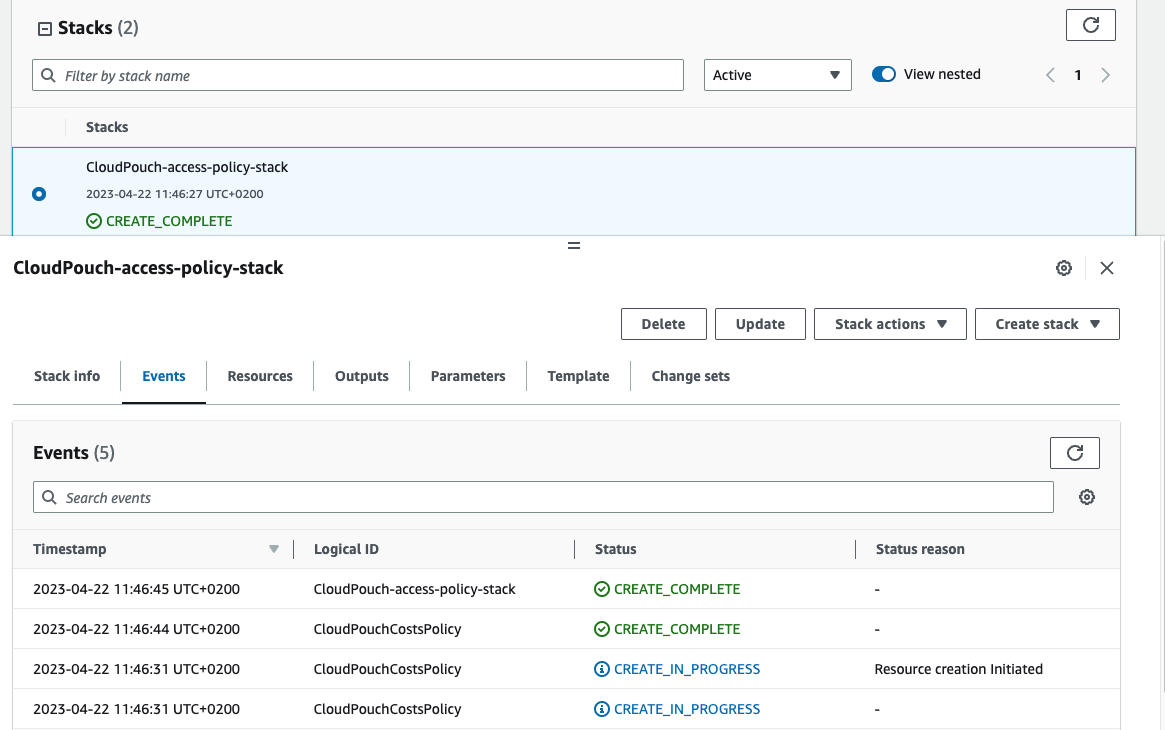 Stacks (2)
Filter by stack name
Active
View nested
1
Stacks
CloudPouch-access-policy-stack
2023-04-22 11:46:27 UTC+0200
CREATE_COMPLETE
CloudPouch-access-policy-stack
Delete Update Stack actions Create stack
Stack info Events Resources Outputs Parameters Template Change sets
Events (5)
Search events
Timestamp Logical ID Status Status reason
2023-04-22 11:46:45 UTC+0200 CloudPouch-access-policy-stack CREATE_COMPLETE -
2023-04-22 11:46:44 UTC+0200 CloudPouchCostsPolicy CREATE_COMPLETE -
2023-04-22 11:46:31 UTC+0200 CloudPouchCostsPolicy CREATE_IN_PROGRESS Resource creation Initiated
2023-04-22 11:46:31 UTC+0200 CloudPouchCostsPolicy CREATE_IN_PROGRESS -